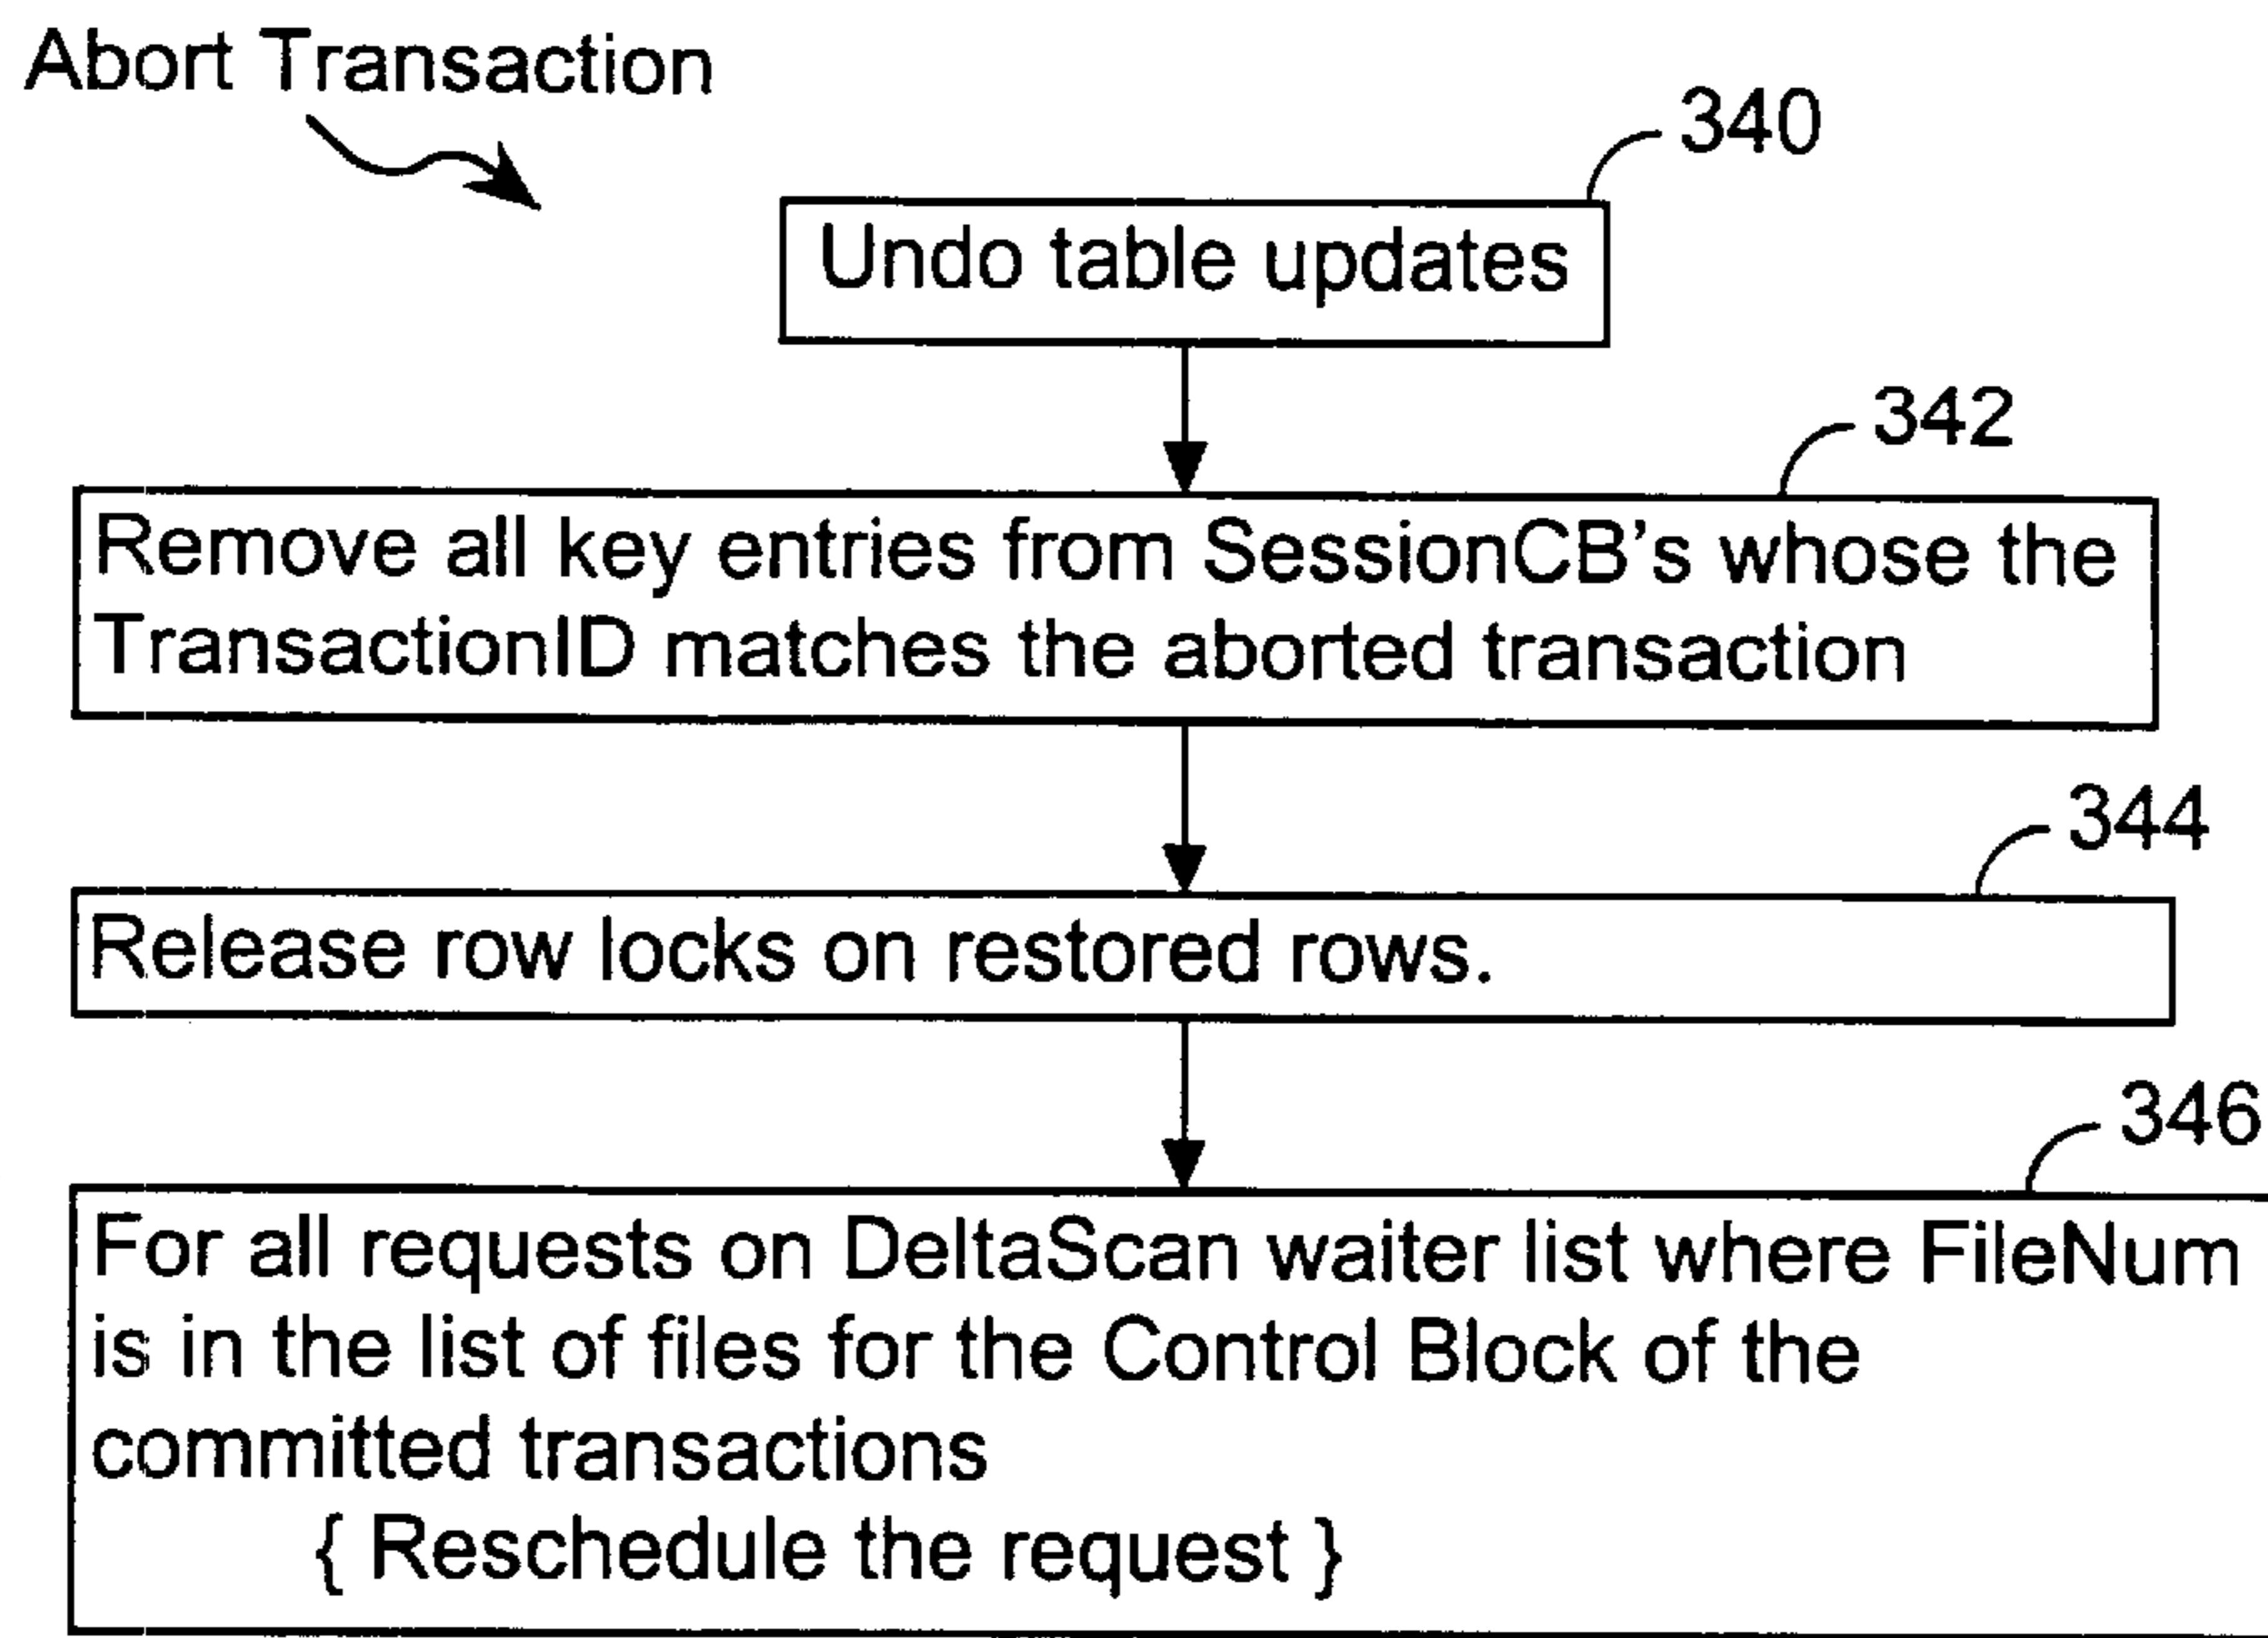 Abort Transaction
340
Undo table updates
342
Remove all key entries from SessionCB's whose the
TransactionID matches the aborted transaction
344
Release row locks on restored rows.
346
For all requests on DeltaScan waiter list where FileNum
is in the list of files for the Control Block of the
committed transactions
{ Reschedule the request }